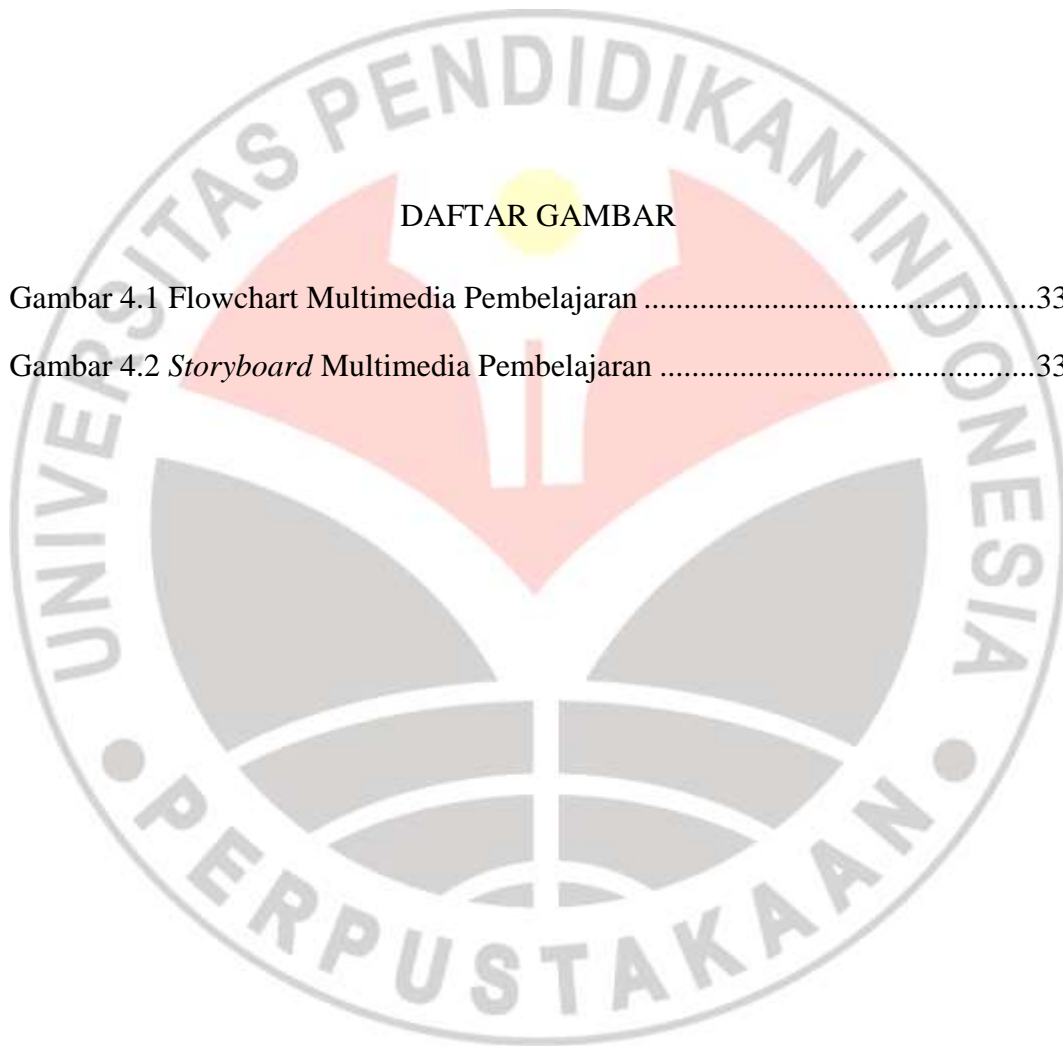 UNIVERSITAS PENDIDIKAN INDONESIA
DAFTAR GAMBAR
Gambar 4.1 Flowchart Multimedia Pembelajaran ................................................33
Gambar 4.2 Storyboard Multimedia Pembelajaran ..............................................33
PERPUSTAKAAN